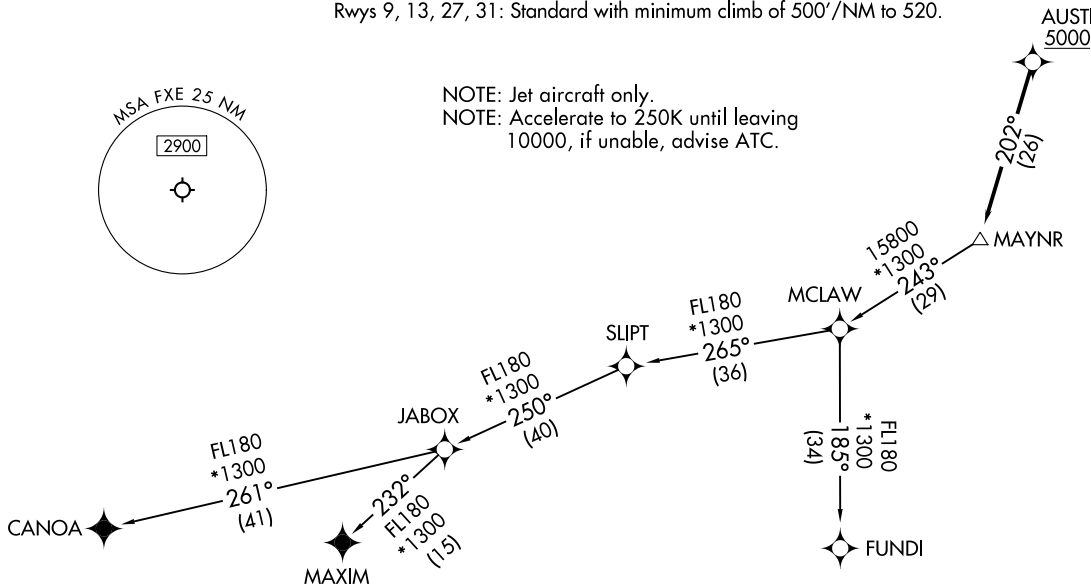 Rwys 9, 13, 27, 31: Standard with minimum climb of 500'/NM to 520.
5000
MSA FXE 25 NM
2900
NOTE: Jet aircraft only.
NOTE: Accelerate to 250K until leaving
10000, if unable, advise ATC.
202°
(26)
MAYNR
15800
*1300
243°
(29)
MCLAW
FL180
*1300
265°
(36)
SLIPT
FL180
*1300
250°
(40)
JABOX
FL180
*1300
261°
(41)
CANOA
232°
FL180
*1300
(15)
MAXIM
FL180
*1300
185°
(34)
FUNDI